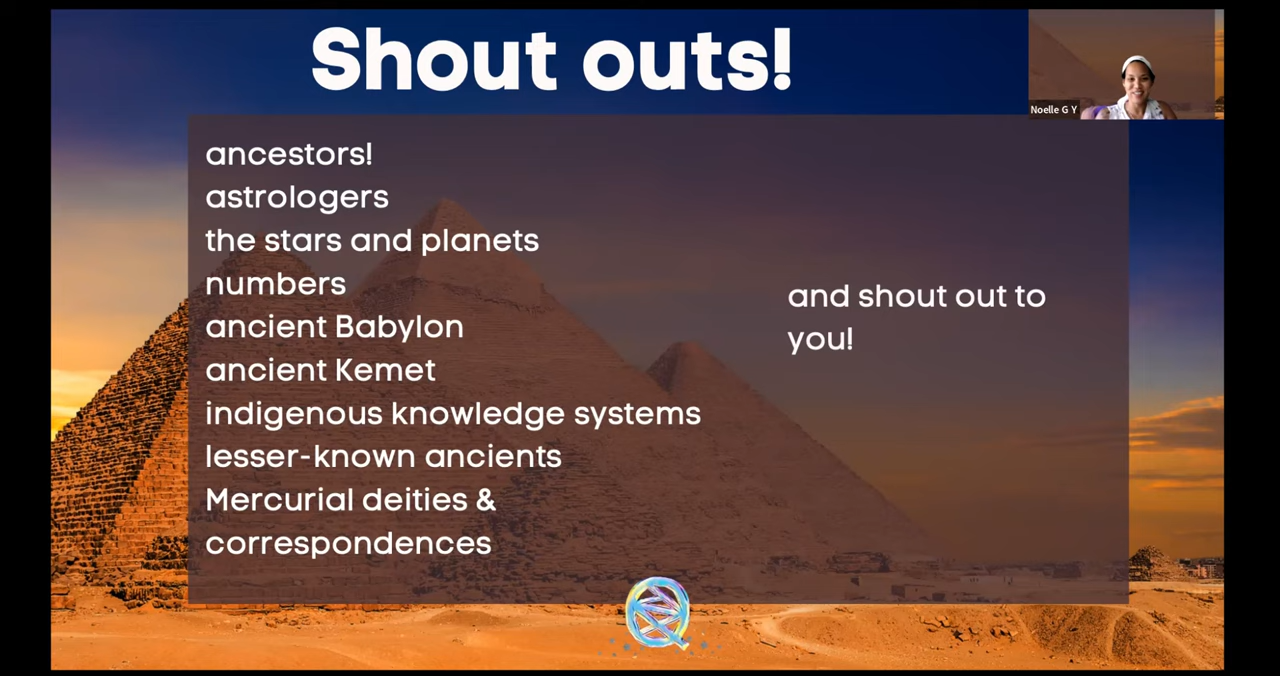 Shout outs!
Noelle G Y
ancestors!
astrologers
the stars and planets
numbers
ancient Babylon
ancient Kemet
indigenous knowledge systems
lesser-known ancients
Mercurial deities &
correspondences
and shout out to
you!